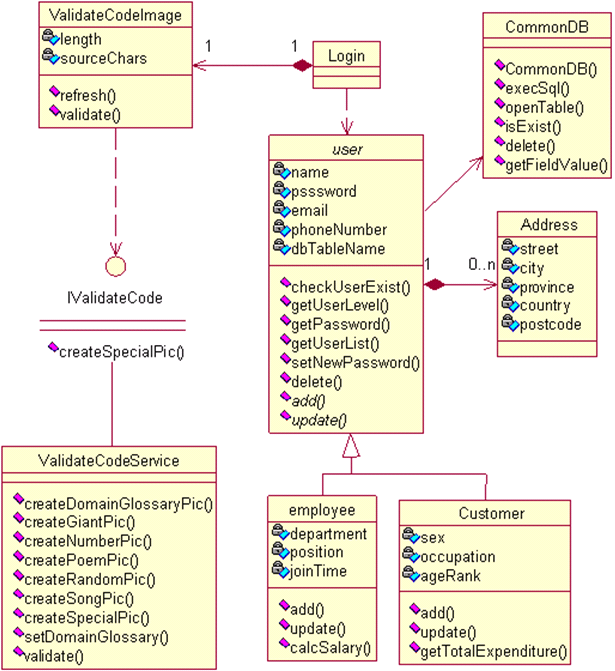 ValidateCodeImage
length
sourceChars
refresh()
validate()
1
1
Login
CommonDB
CommonDB()
execSql()
openTable()
isExist()
delete()
getFieldValue()
user
name
psssword
email
phoneNumber
dbTableName
checkUserExist()
getUserLevel()
getPassword()
getUserList()
setNewPassword()
delete()
add()
update()
1
0..n
Address
street
city
province
country
postcode
IValidateCode
createSpecialPic()
ValidateCodeService
createDomainGlossaryPic()
createGiantPic()
createNumberPic()
createPoemPic()
createRandomPic()
createSongPic()
createSpecialPic()
setDomainGlossary()
validate()
employee
department
position
joinTime
add()
update()
calcSalary()
Customer
sex
occupation
ageRank
add()
update()
getTotalExpenditure()